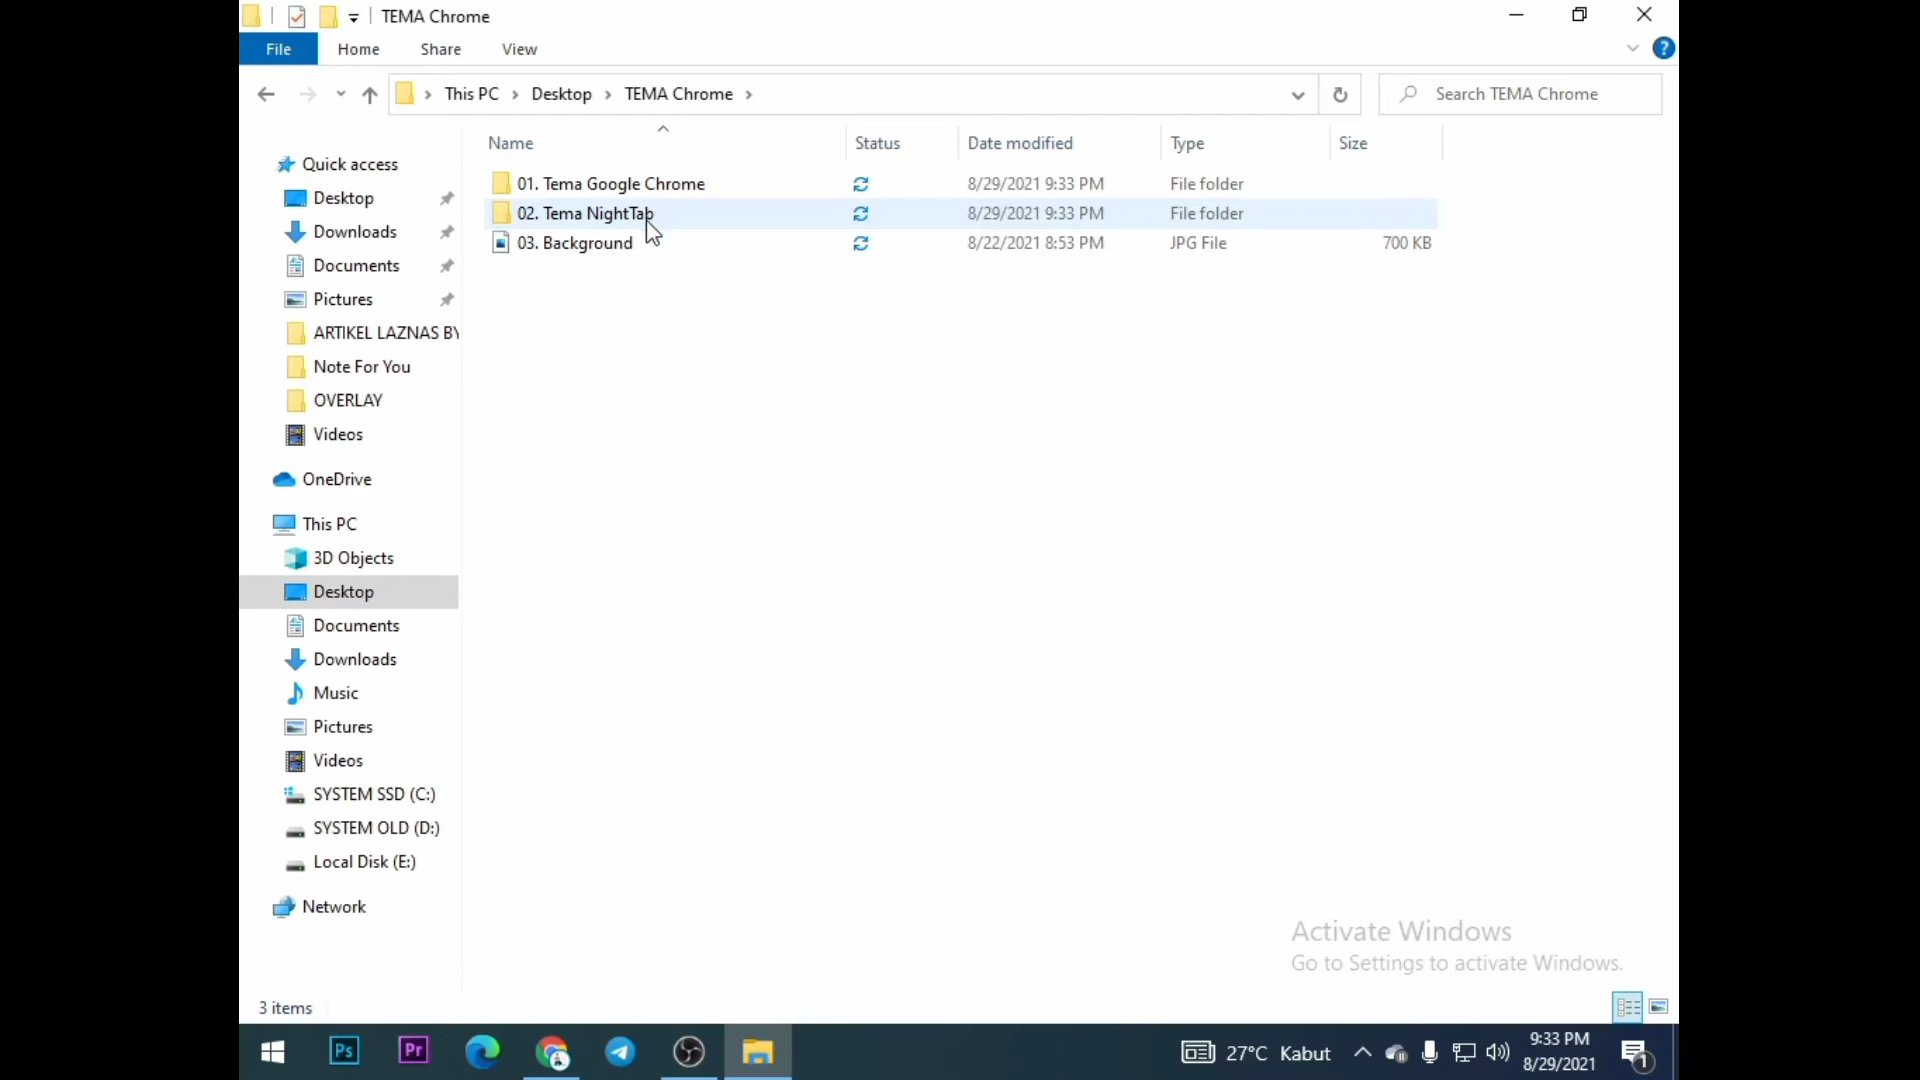 TEMA Chrome
File Home Share View
This PC Desktop TEMA Chrome
Search TEMA Chrome
Name Status Date modified Type Size
01. Tema Google Chrome 8/29/2021 9:33 PM File folder
02. Tema NightTab 8/29/2021 9:33 PM File folder
03. Background 8/22/2021 8:53 PM JPG File 700 KB
Quick access
Desktop
Downloads
Documents
Pictures
ARTIKEL LAZNAS BY
Note For You
OVERLAY
Videos
OneDrive
This PC
3D Objects
Desktop
Documents
Downloads
Music
Pictures
Videos
SYSTEM SSD (C:)
SYSTEM OLD (D:)
Local Disk (E:)
Network
Activate Windows
Go to Settings to activate Windows.
3 items
Ps Pr 27°C Kabut 9:33 PM
8/29/2021 1